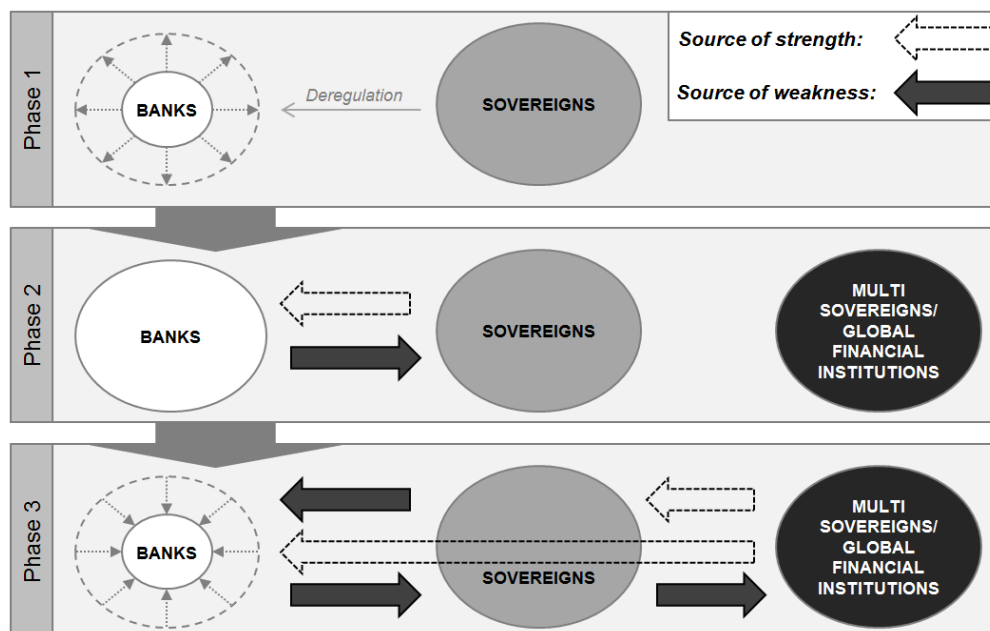 Phase 1
BANKS
Deregulation
SOVEREIGNS
Source of strength:
Source of weakness:
Phase 2
BANKS
SOVEREIGNS
MULTI
SOVEREIGNS/
GLOBAL
FINANCIAL
INSTITUTIONS
Phase 3
BANKS
SOVEREIGNS
MULTI
SOVEREIGNS/
GLOBAL
FINANCIAL
INSTITUTIONS